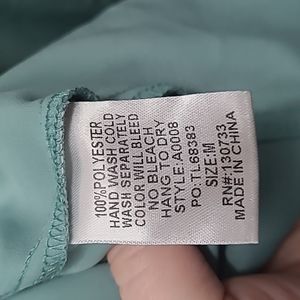 100%POLYESTER
HAND WASH COLD
WASH SEPARATELY
COLOR WILL BLEED
NO BLEACH
HANG TO DRY
STYLE:A0008
PO:TL68383
SIZE:M
RN#:130733
MADE IN CHINA